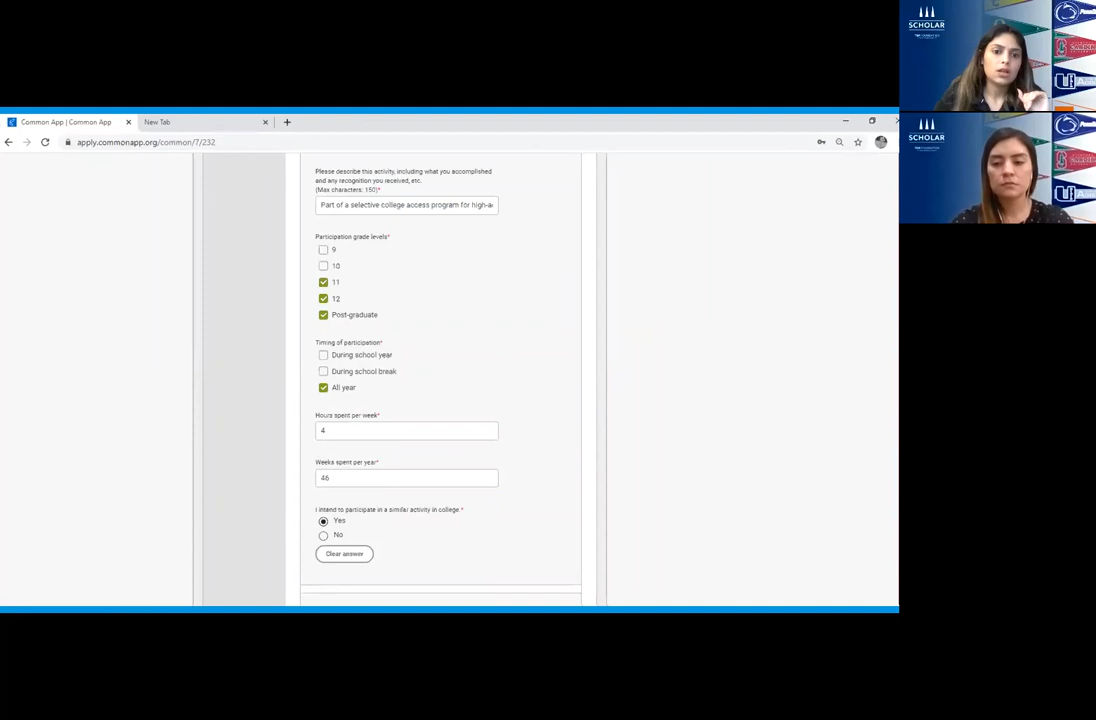 SCHOLAR
Common App | Common App
New Tab
apply.commonapp.org/common/7/232
SCHOLAR
Please describe this activity, including what you accomplished
and any recognition you received, etc.
(Max characters: 150)*
Part of a selective college access program for high-a
Participation grade levels*
9
10
11
12
Post-graduate
Timing of participation*
During school year
During school break
All year
Hours spent per week*
4
Weeks spent per year*
46
I intend to participate in a similar activity in college.*
Yes
No
Clear answer